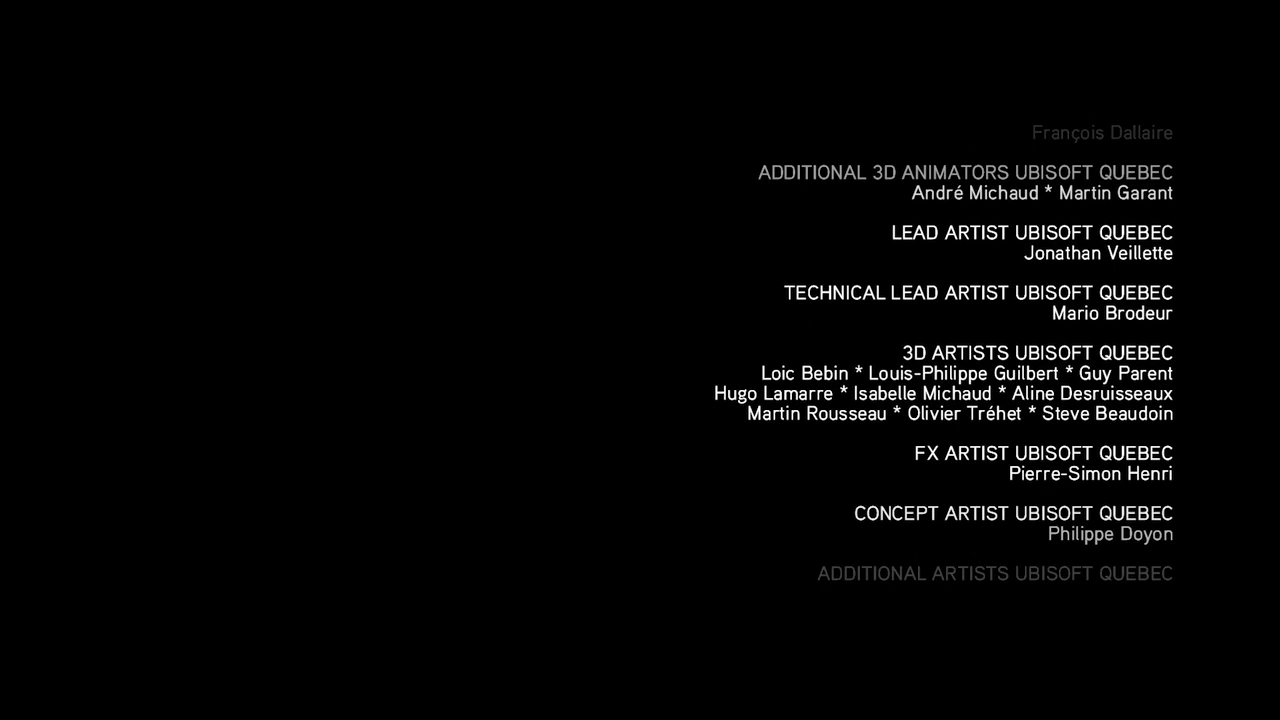 François Dallaire
ADDITIONAL 3D ANIMATORS UBISOFT QUEBEC
André Michaud * Martin Garant
LEAD ARTIST UBISOFT QUEBEC
Jonathan Veillette
TECHNICAL LEAD ARTIST UBISOFT QUEBEC
Mario Brodeur
3D ARTISTS UBISOFT QUEBEC
Loic Bebin * Louis-Philippe Guilbert * Guy Parent
Hugo Lamarre * Isabelle Michaud * Aline Desruisseaux
Martin Rousseau * Olivier Tréhet * Steve Beaudoin
FX ARTIST UBISOFT QUEBEC
Pierre-Simon Henri
CONCEPT ARTIST UBISOFT QUEBEC
Philippe Doyon
ADDITIONAL ARTISTS UBISOFT QUEBEC